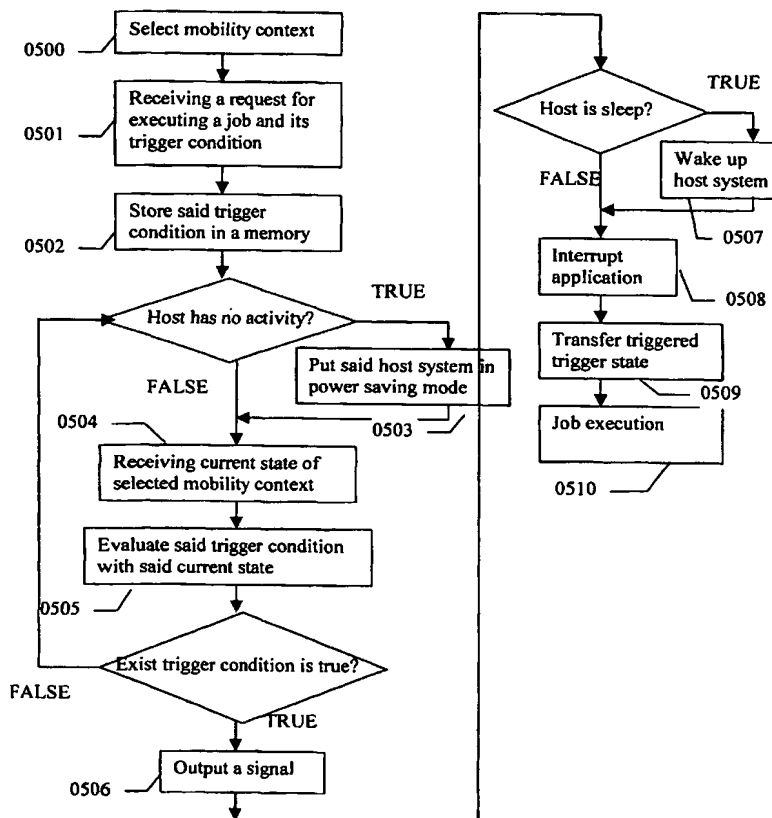 Select mobility context
0500
Receiving a request for
executing a job and its
trigger condition
0501
Store said trigger
condition in a memory
0502
Host has no activity?
TRUE
FALSE
Put said host system in
power saving mode
0503
0504
Receiving current state of
selected mobility context
Evaluate said trigger condition
with said current state
0505
Exist trigger condition is true?
FALSE
TRUE
Output a signal
0506
Host is sleep?
TRUE
FALSE
Wake up
host system
0507
Interrupt
application
0508
Transfer triggered
trigger state
0509
Job execution
0510